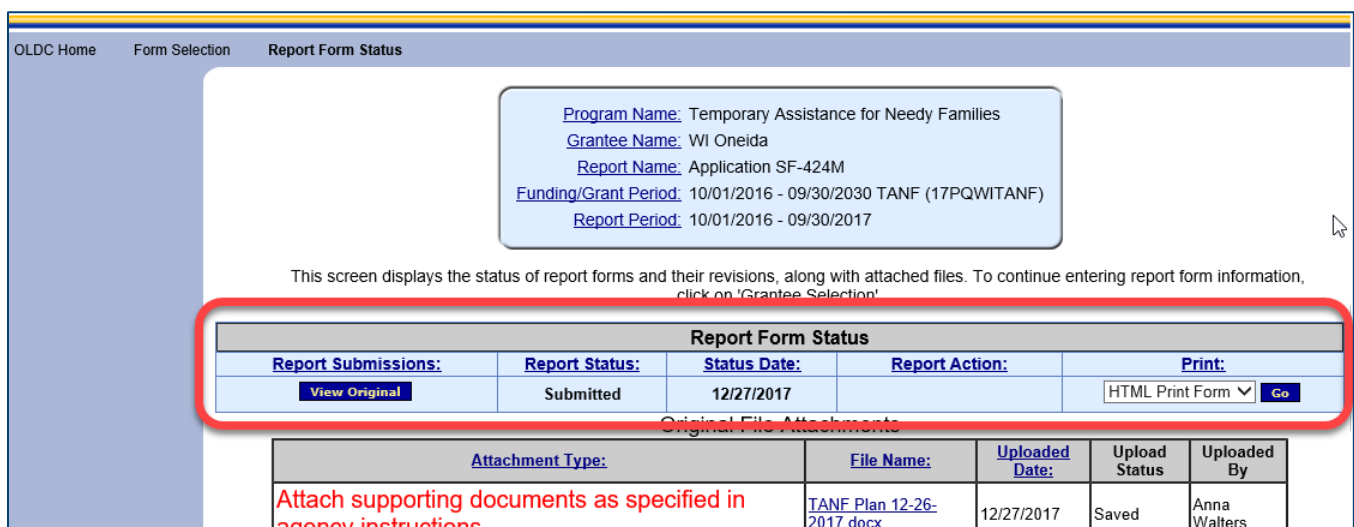 OLDC Home Form Selection Report Form Status
Program Name: Temporary Assistance for Needy Families
Grantee Name: WI Oneida
Report Name: Application SF-424M
Funding/Grant Period: 10/01/2016 - 09/30/2030 TANF (17PQWITANF)
Report Period: 10/01/2016 - 09/30/2017
This screen displays the status of report forms and their revisions, along with attached files. To continue entering report form information,
click on 'Grantee Selection'
Report Form Status
Report Submissions: Report Status: Status Date: Report Action: Print:
View Original Submitted 12/27/2017 HTML Print Form Go
Original File Attachments
Attachment Type: File Name: Uploaded Date: Upload Status Uploaded By
Attach supporting documents as specified in
agency instructions
TANF Plan 12-26-
2017.docx
12/27/2017
Saved
Anna
Walters